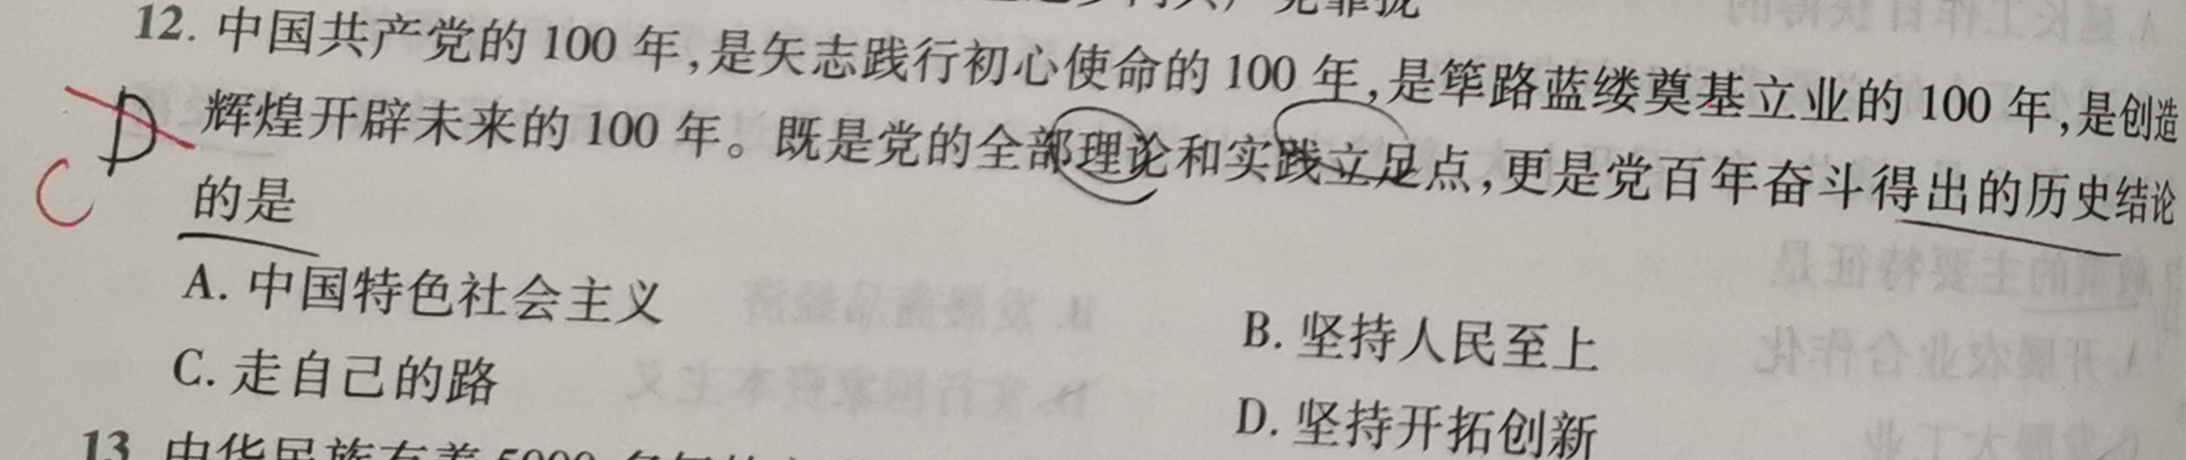 12. 中国共产党的 100 年,是矢志践行初心使命的 100 年,是筚路蓝缕奠基立业的 100 年,是创造
辉煌开辟未来的 100 年。既是党的全部理论和实践立足点,更是党百年奋斗得出的历史结论
的是
D
C
A. 中国特色社会主义
B. 坚持人民至上
C. 走自己的路
D. 坚持开拓创新
13. 中华民族有着 5000